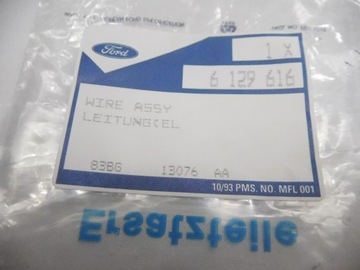 Ford
1 X
6 129 616
WIRE ASSY
LEITUNG(EL
83BG 13076 AA
10/93 PMS. NO. MFL 001
Ersatzteile